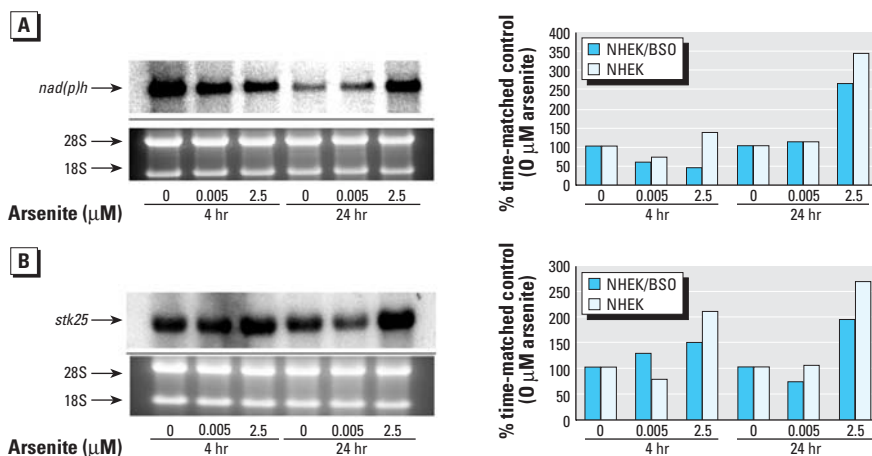 A
nad(p)h
28S
18S
0 0.005 2.5 0 0.005 2.5
Arsenite (µM)
4 hr 24 hr
% time-matched control
(0 µM arsenite)
400
350
300
250
200
150
100
50
0
NHEK/BSO
NHEK
0 0.005 2.5 0 0.005 2.5
4 hr 24 hr
B
stk25
28S
18S
0 0.005 2.5 0 0.005 2.5
Arsenite (µM)
4 hr 24 hr
% time-matched control
(0 µM arsenite)
300
250
200
150
100
50
0
NHEK/BSO
NHEK
0 0.005 2.5 0 0.005 2.5
4 hr 24 hr